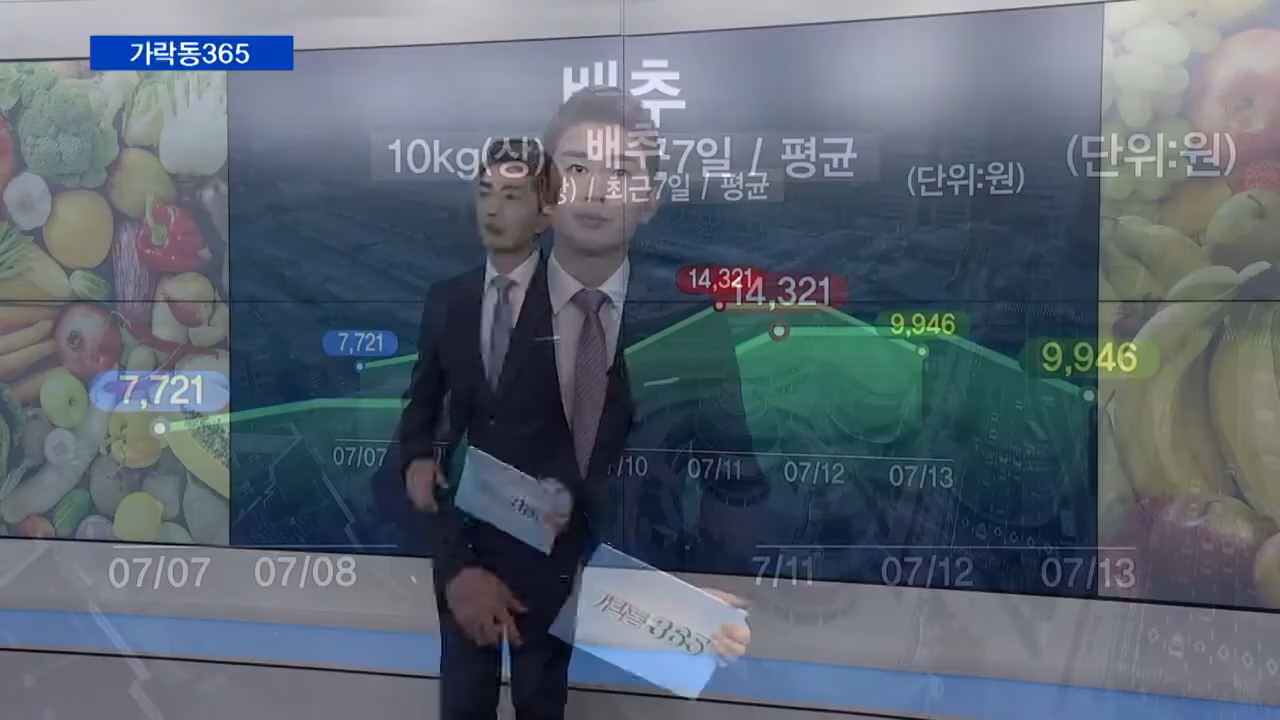 가락동365
배추
10kg(상) / 최근7일 / 평균
(단위:원)
배추
상) / 최근7일 / 평균
(단위:원)
14,321
14,321
7,721
9,946
9,946
7,721
07/07
/10
07/11
07/12
07/13
07/07
07/08
7/11
07/12
07/13
가락동365